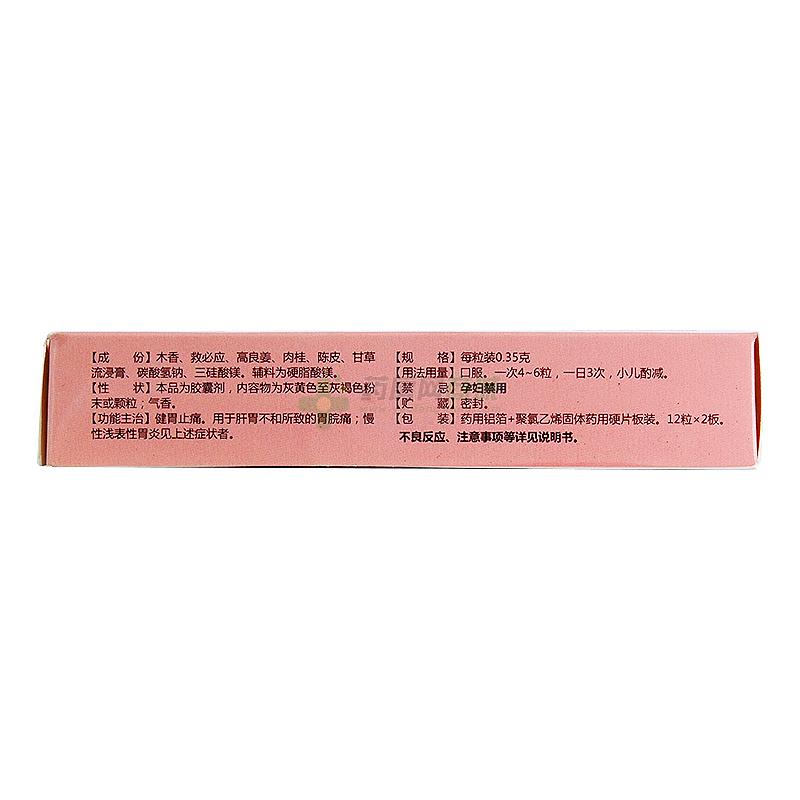 【成　份】木香、救必应、高良姜、肉桂、陈皮、甘草
流浸膏、碳酸氢钠、三硅酸镁。辅料为硬脂酸镁。
【性　状】本品为胶囊剂，内容物为灰黄色至灰褐色粉
末或颗粒；气香。
【功能主治】健胃止痛。用于肝胃不和所致的胃脘痛；慢
性浅表性胃炎见上述症状者。
【规　格】每粒装0.35克
【用法用量】口服。一次4~6粒，一日3次，小儿酌减。
【禁　忌】孕妇禁用
【贮　藏】密封。
【包　装】药用铝箔+聚氯乙烯固体药用硬片板装。12粒×2板。
不良反应、注意事项等详见说明书。